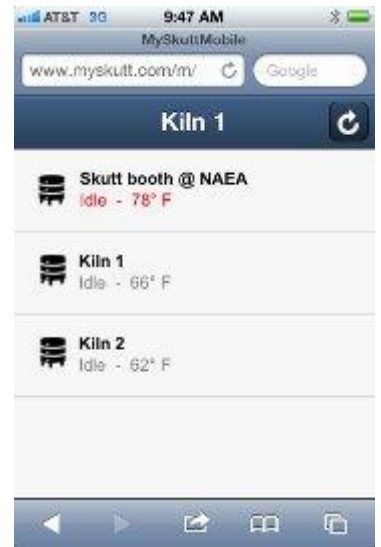 AT&T 3G 9:47 AM
MySkuttMobile
www.myskutt.com/m/ Google
Kiln 1
Skutt booth @ NAEA
Idle - 78° F
Kiln 1
Idle - 66° F
Kiln 2
Idle - 62° F